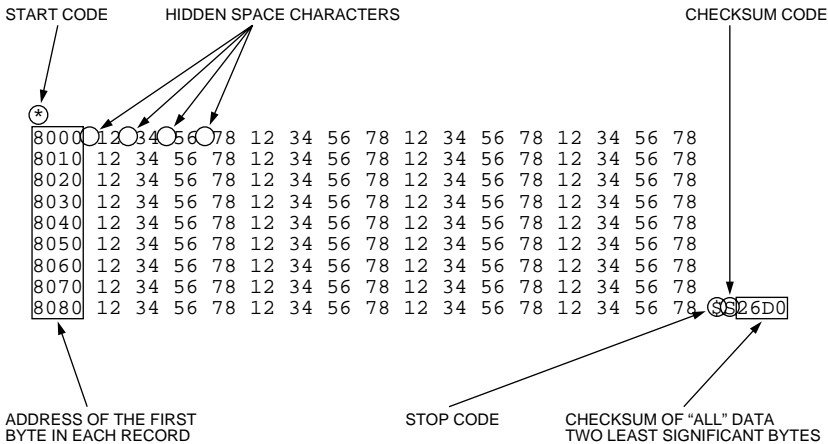 START CODE HIDDEN SPACE CHARACTERS CHECKSUM CODE
*
8000 12 34 56 78 12 34 56 78 12 34 56 78 12 34 56 78
8010 12 34 56 78 12 34 56 78 12 34 56 78 12 34 56 78
8020 12 34 56 78 12 34 56 78 12 34 56 78 12 34 56 78
8030 12 34 56 78 12 34 56 78 12 34 56 78 12 34 56 78
8040 12 34 56 78 12 34 56 78 12 34 56 78 12 34 56 78
8050 12 34 56 78 12 34 56 78 12 34 56 78 12 34 56 78
8060 12 34 56 78 12 34 56 78 12 34 56 78 12 34 56 78
8070 12 34 56 78 12 34 56 78 12 34 56 78 12 34 56 78
8080 12 34 56 78 12 34 56 78 12 34 56 78 12 34 56 78 $S26D0
ADDRESS OF THE FIRST
BYTE IN EACH RECORD
STOP CODE
CHECKSUM OF “ALL” DATA
TWO LEAST SIGNIFICANT BYTES